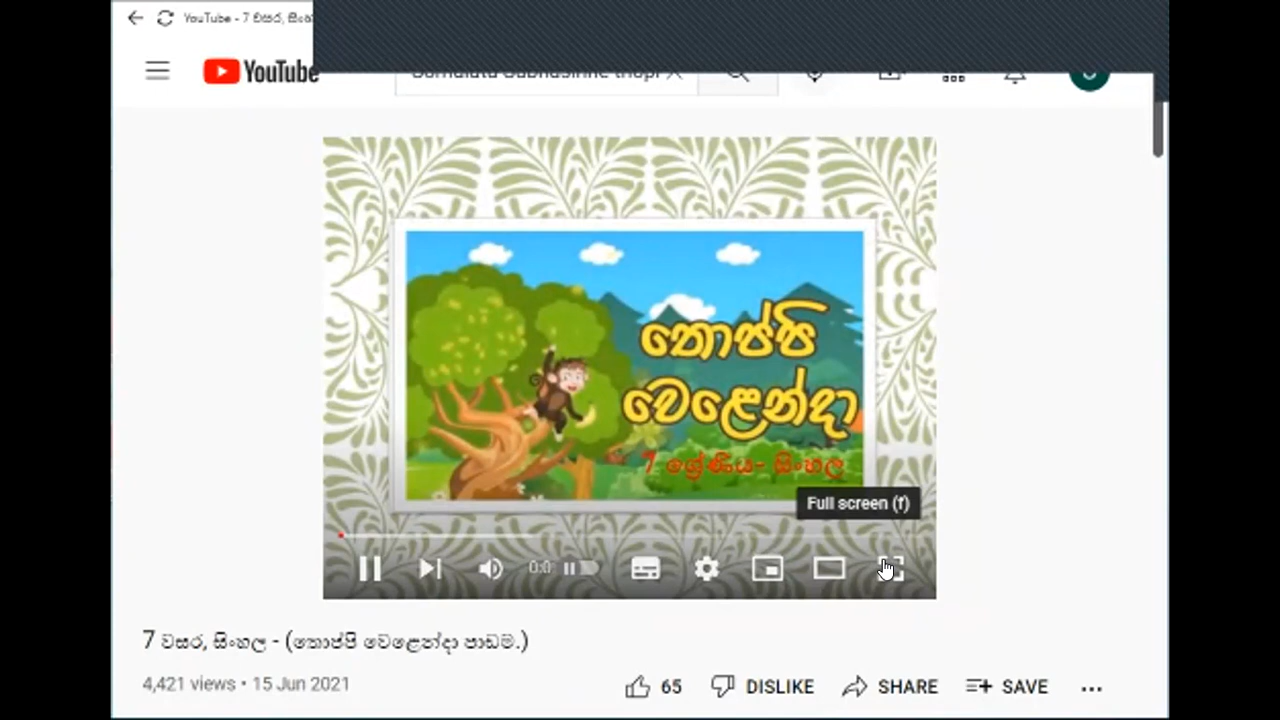 YouTube - 7 වසර, සිංහ
YouTube
තොප්පි
වෙළෙන්දා
7 ශ්‍රේණිය- සිංහල
Full screen (f)
7 වසර, සිංහල - (තොප්පි වෙළෙන්දා පාඩම.)
4,421 views • 15 Jun 2021
65 DISLIKE SHARE SAVE